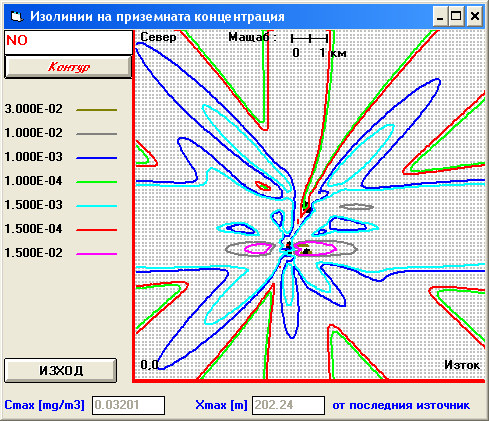 Изолинии на приземната концентрация
NO
Север
Мащаб :
0 1 км
Контур
3.000E-02
1.000E-02
1.000E-03
1.000E-04
1.500E-03
1.500E-04
1.500E-02
0,0
Изток
ИЗХОД
Cmax [mg/m3] 0.03201 Xmax [m] 202.24 от последния източник